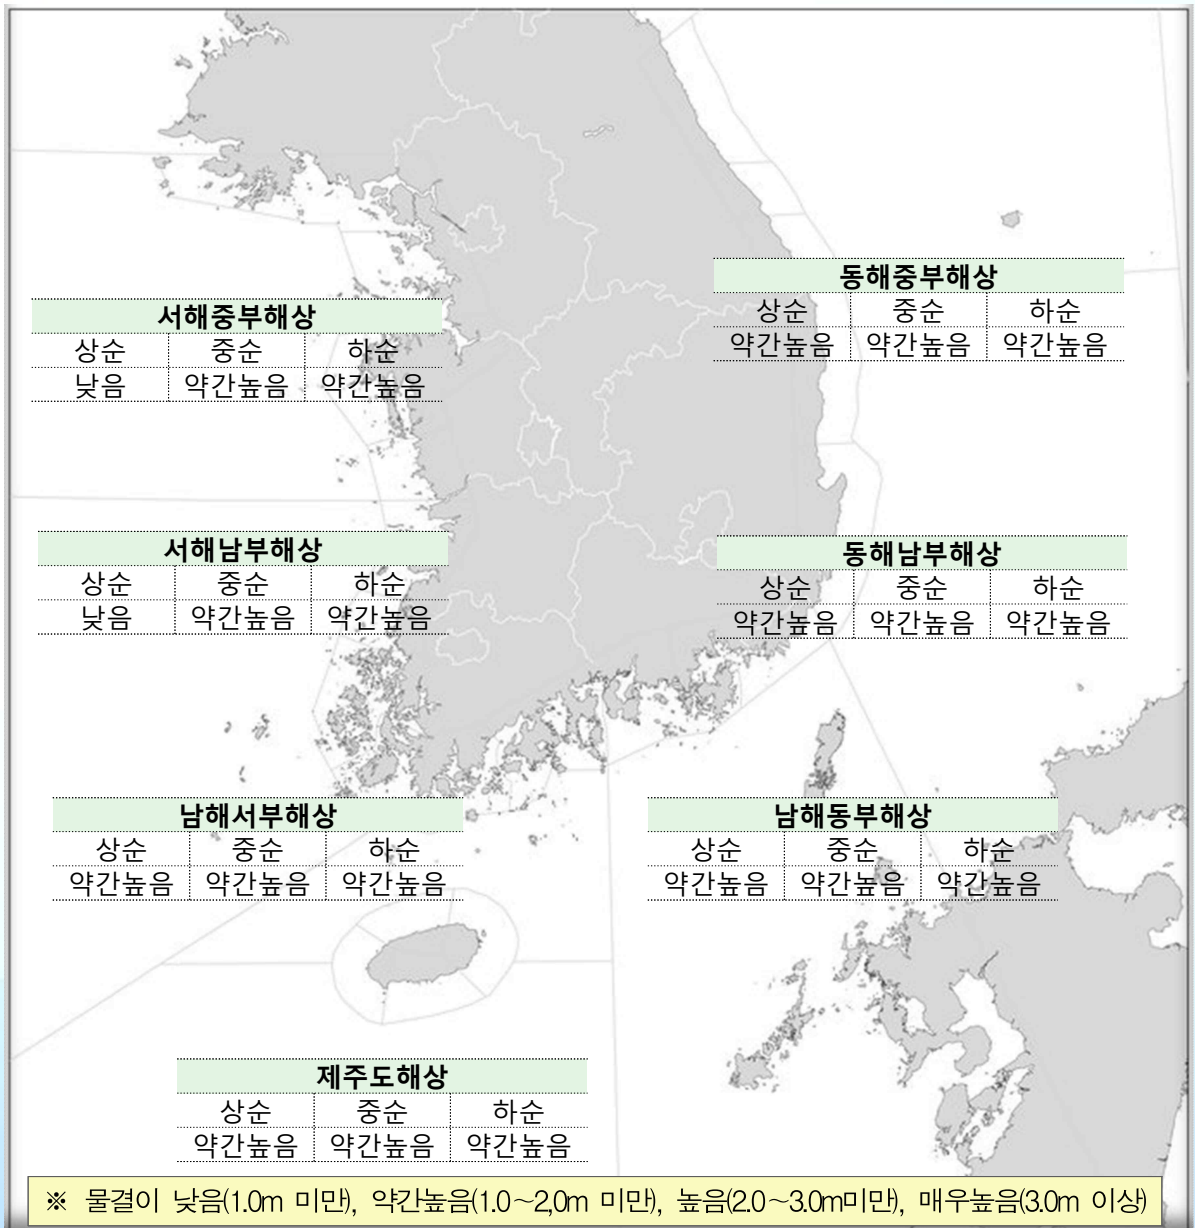 동해중부해상
상순 중순 하순
약간높음 약간높음 약간높음
서해중부해상
상순 중순 하순
낮음 약간높음 약간높음
서해남부해상
상순 중순 하순
낮음 약간높음 약간높음
동해남부해상
상순 중순 하순
약간높음 약간높음 약간높음
남해서부해상
상순 중순 하순
약간높음 약간높음 약간높음
남해동부해상
상순 중순 하순
약간높음 약간높음 약간높음
제주도해상
상순 중순 하순
약간높음 약간높음 약간높음
※ 물결이 낮음(1.0m 미만), 약간높음(1.0~2,0m 미만), 높음(2.0~3.0m미만), 매우높음(3.0m 이상)